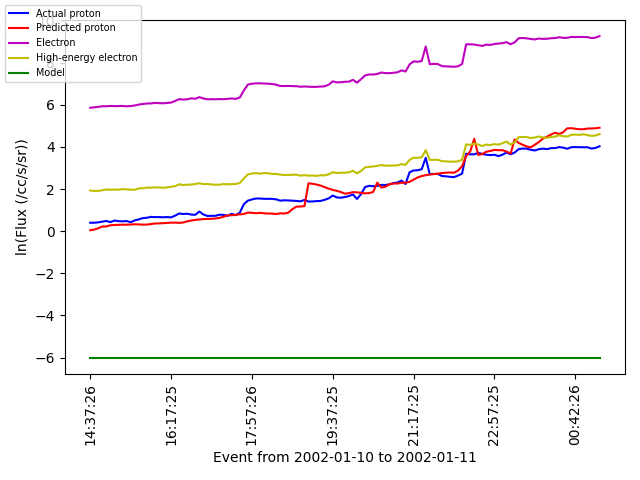 Actual proton
Predicted proton
Electron
High-energy electron
Model
6
4
2
0
−2
−4
−6
ln(Flux (/cc/s/sr))
14:37:26
16:17:25
17:57:26
19:37:25
21:17:25
22:57:25
00:42:26
Event from 2002-01-10 to 2002-01-11